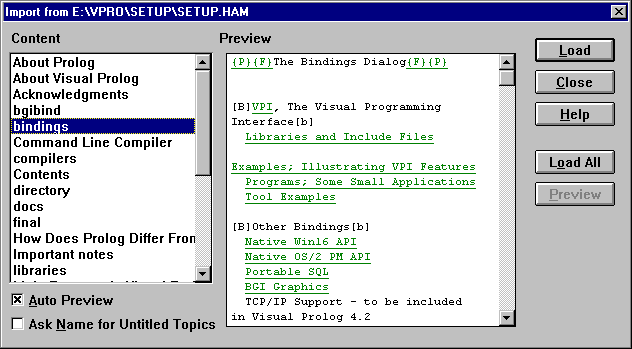 Import from E:\VPRO\SETUP\SETUP.HAM
Content
About Prolog
About Visual Prolog
Acknowledgments
bgibind
bindings
Command Line Compiler
compilers
Contents
directory
docs
final
How Does Prolog Differ From
Important notes
libraries
Auto Preview
Ask Name for Untitled Topics
Preview
{P}{F}The Bindings Dialog{F}{P}
[B]VPI, The Visual Programming
Interface[b]
Libraries and Include Files
Examples; Illustrating VPI Features
Programs; Some Small Applications
Tool Examples
[B]Other Bindings[b]
Native Win16 API
Native OS/2 PM API
Portable SQL
BGI Graphics
TCP/IP Support - to be included
in Visual Prolog 4.2
Load
Close
Help
Load All
Preview